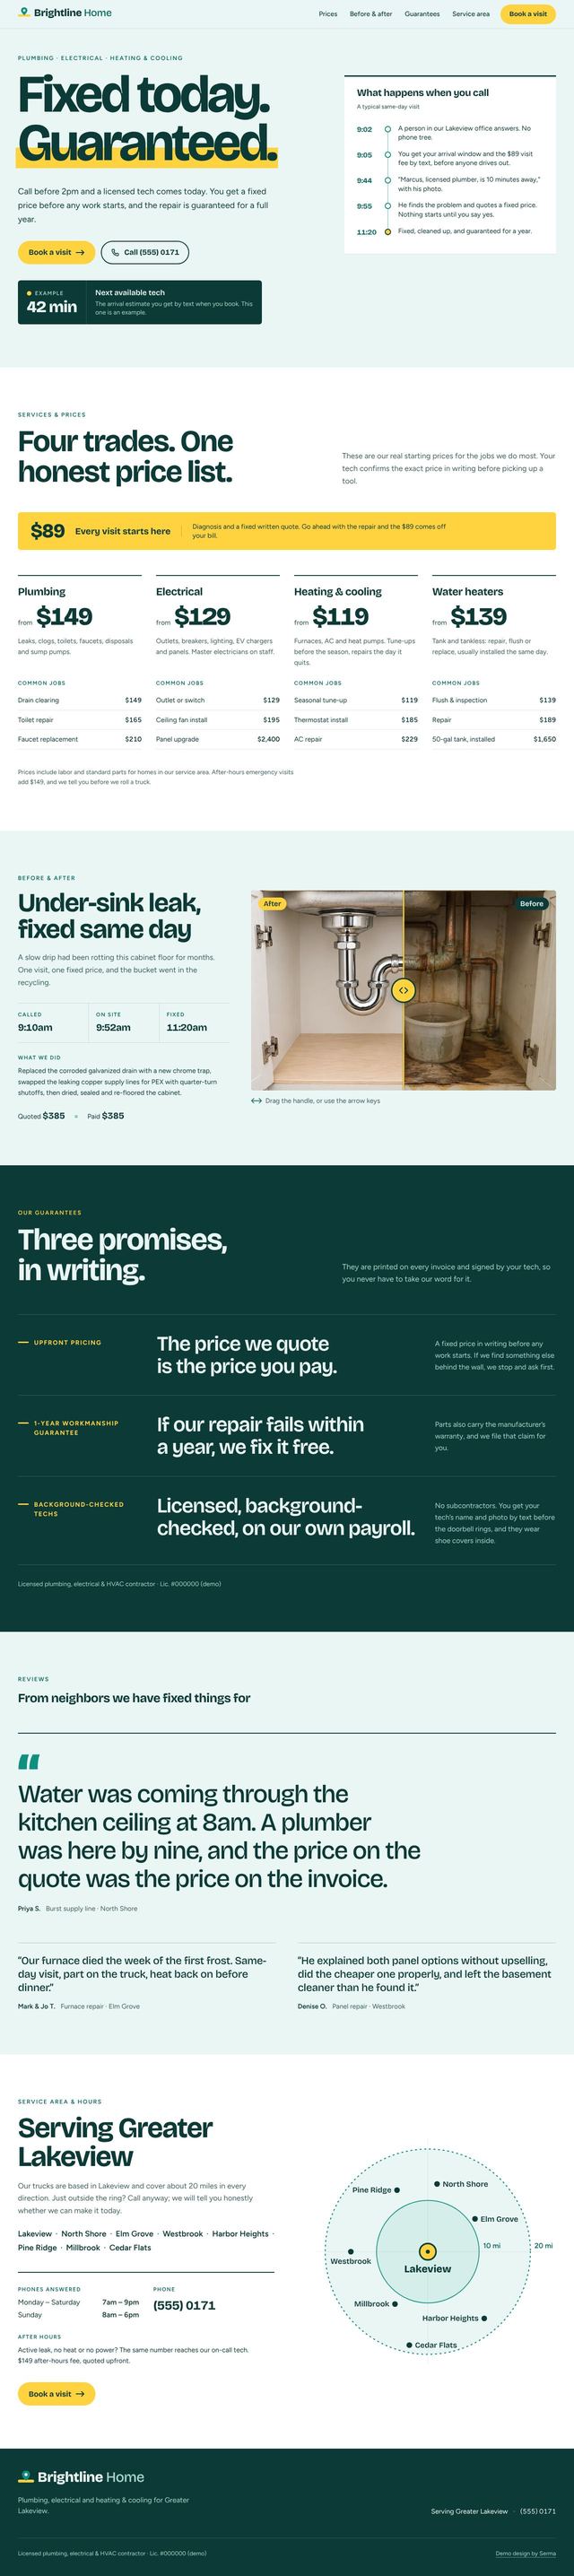 Brightline Home
Prices
Before & after
Guarantees
Service area
Book a visit
PLUMBING · ELECTRICAL · HEATING & COOLING
Fixed today.
Guaranteed.
Call before 2pm and a licensed tech comes today. You get a fixed
price before any work starts, and the repair is guaranteed for a full
year.
Book a visit →
Call (555) 0171
EXAMPLE
42 min
Next available tech
The arrival estimate you get by text when you book. This
one is an example.
What happens when you call
A typical same-day visit
9:02
A person in our Lakeview office answers. No
phone tree.
9:05
You get your arrival window and the $89 visit
fee by text, before anyone drives out.
9:44
“Marcus, licensed plumber, is 10 minutes away,”
with his photo.
9:55
He finds the problem and quotes a fixed price.
Nothing starts until you say yes.
11:20
Fixed, cleaned up, and guaranteed for a year.
SERVICES & PRICES
Four trades. One
honest price list.
These are our real starting prices for the jobs we do most. Your
tech confirms the exact price in writing before picking up a
tool.
$89
Every visit starts here
Diagnosis and a fixed written quote. Go ahead with the repair and the $89 comes off
your bill.
Plumbing
from $149
Leaks, clogs, toilets, faucets, disposals
and sump pumps.
COMMON JOBS
Drain clearing $149
Toilet repair $165
Faucet replacement $210
Electrical
from $129
Outlets, breakers, lighting, EV chargers
and panels. Master electricians on staff.
COMMON JOBS
Outlet or switch $129
Ceiling fan install $195
Panel upgrade $2,400
Heating & cooling
from $119
Furnaces, AC and heat pumps. Tune-ups
before the season, repairs the day it
quits.
COMMON JOBS
Seasonal tune-up $119
Thermostat install $185
AC repair $229
Water heaters
from $139
Tank and tankless: repair, flush or
replace, usually installed the same day.
COMMON JOBS
Flush & inspection $139
Repair $189
50-gal tank, installed $1,650
Prices include labor and standard parts for homes in our service area. After-hours emergency visits
add $149, and we tell you before we roll a truck.
BEFORE & AFTER
Under-sink leak,
fixed same day
A slow drip had been rotting this cabinet floor for months.
One visit, one fixed price, and the bucket went in the
recycling.
CALLED
9:10am
ON SITE
9:52am
FIXED
11:20am
WHAT WE DID
Replaced the corroded galvanized drain with a new chrome trap,
swapped the leaking copper supply lines for PEX with quarter-turn
shutoffs, then dried, sealed and re-floored the cabinet.
Quoted $385 = Paid $385
After
Before
Drag the handle, or use the arrow keys
OUR GUARANTEES
Three promises,
in writing.
They are printed on every invoice and signed by your tech, so
you never have to take our word for it.
UPFRONT PRICING
The price we quote
is the price you pay.
A fixed price in writing before any
work starts. If we find something else
behind the wall, we stop and ask first.
1-YEAR WORKMANSHIP
GUARANTEE
If our repair fails within
a year, we fix it free.
Parts also carry the manufacturer’s
warranty, and we file that claim for
you.
BACKGROUND-CHECKED
TECHS
Licensed, background-
checked, on our own payroll.
No subcontractors. You get your
tech’s name and photo by text before
the doorbell rings, and they wear
shoe covers inside.
Licensed plumbing, electrical & HVAC contractor · Lic. #000000 (demo)
REVIEWS
From neighbors we have fixed things for
“
Water was coming through the
kitchen ceiling at 8am. A plumber
was here by nine, and the price on the
quote was the price on the invoice.
Priya S. Burst supply line · North Shore
“Our furnace died the week of the first frost. Same-
day visit, part on the truck, heat back on before
dinner.”
Mark & Jo T. Furnace repair · Elm Grove
“He explained both panel options without upselling,
did the cheaper one properly, and left the basement
cleaner than he found it.”
Denise O. Panel repair · Westbrook
SERVICE AREA & HOURS
Serving Greater
Lakeview
Our trucks are based in Lakeview and cover about 20 miles in every
direction. Just outside the ring? Call anyway; we will tell you honestly
whether we can make it today.
Lakeview · North Shore · Elm Grove · Westbrook · Harbor Heights ·
Pine Ridge · Millbrook · Cedar Flats
PHONES ANSWERED
Monday – Saturday 7am – 9pm
Sunday 8am – 6pm
PHONE
(555) 0171
AFTER HOURS
Active leak, no heat or no power? The same number reaches our on-call tech.
$149 after-hours fee, quoted upfront.
Book a visit →
North Shore
Pine Ridge
Elm Grove
10 mi
20 mi
Westbrook
Lakeview
Millbrook
Harbor Heights
Cedar Flats
Brightline Home
Plumbing, electrical and heating & cooling for Greater
Lakeview.
Serving Greater Lakeview · (555) 0171
Licensed plumbing, electrical & HVAC contractor · Lic. #000000 (demo)
Demo design by Serma